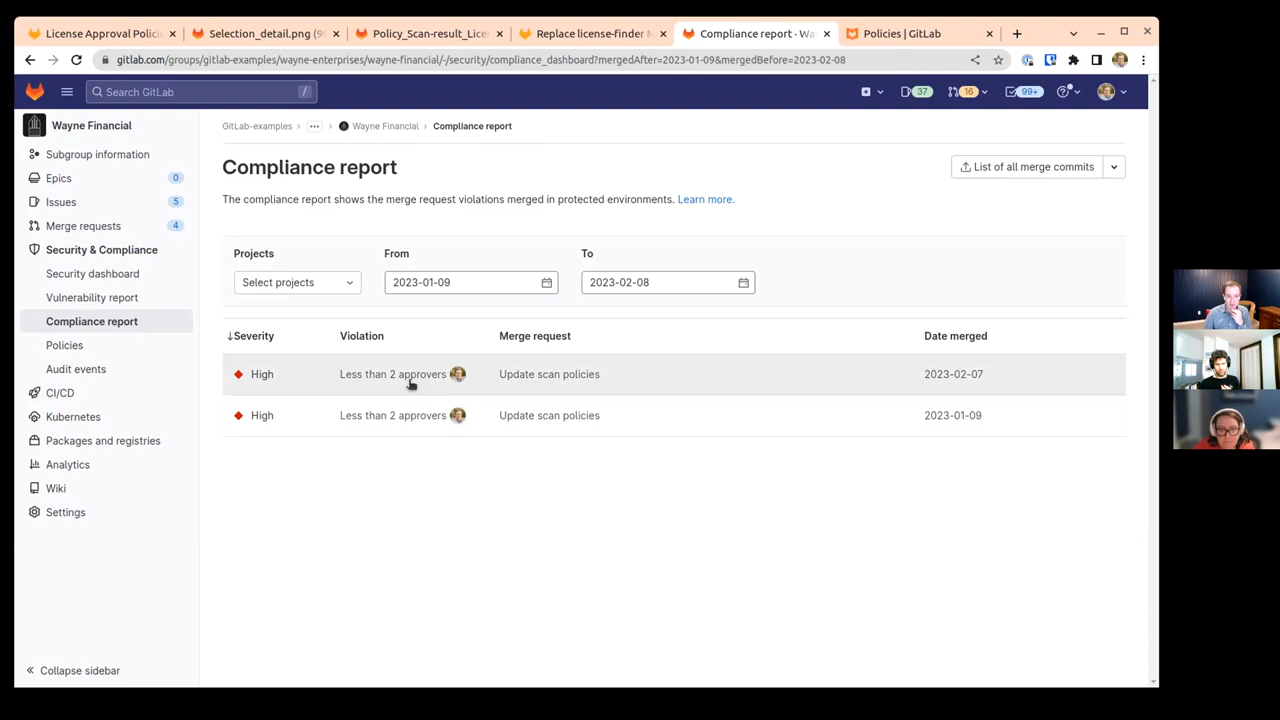 License Approval Policie
Selection_detail.png (99
Policy_Scan-result_Licen
Replace license-finder M
Compliance report · Wa
Policies | GitLab
gitlab.com/groups/gitlab-examples/wayne-enterprises/wayne-financial/-/security/compliance_dashboard?mergedAfter=2023-01-09&mergedBefore=2023-02-08
Search GitLab
/
37
16
99+
Wayne Financial
GitLab-examples
Wayne Financial
Compliance report
Subgroup information
Epics
0
Issues
5
Merge requests
4
Security & Compliance
Security dashboard
Vulnerability report
Compliance report
Policies
Audit events
CI/CD
Kubernetes
Packages and registries
Analytics
Wiki
Settings
Collapse sidebar
Compliance report
List of all merge commits
The compliance report shows the merge request violations merged in protected environments. Learn more.
Projects
From
To
Select projects
2023-01-09
2023-02-08
Severity
Violation
Merge request
Date merged
High
Less than 2 approvers
Update scan policies
2023-02-07
High
Less than 2 approvers
Update scan policies
2023-01-09